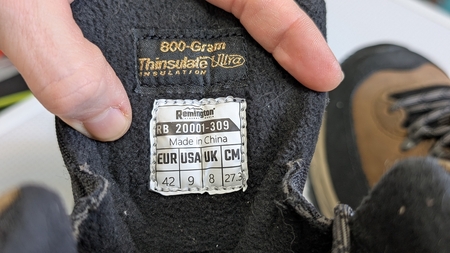 800-Gram
Thinsulate Ultra
INSULATION
Remington
RB 20001-309
Made in China
EUR USA UK CM
42 9 8 27.5